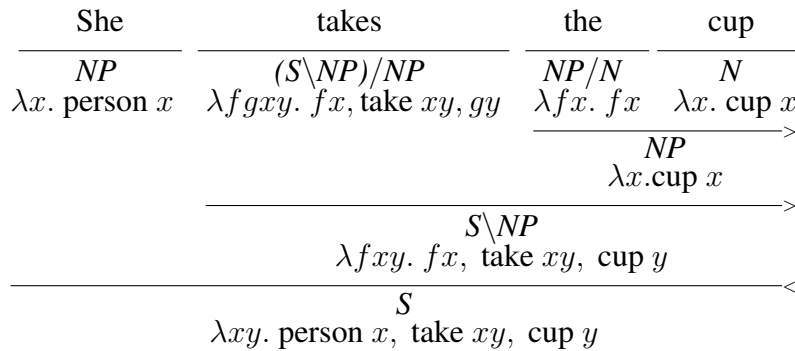 She takes the cup
NP (S\NP)/NP NP/N N
λx. person x λfgxy. fx, take xy, gy λfx. fx λx. cup x
>
NP
λx.cup x
>
S\NP
λfxy. fx, take xy, cup y
<
S
λxy. person x, take xy, cup y